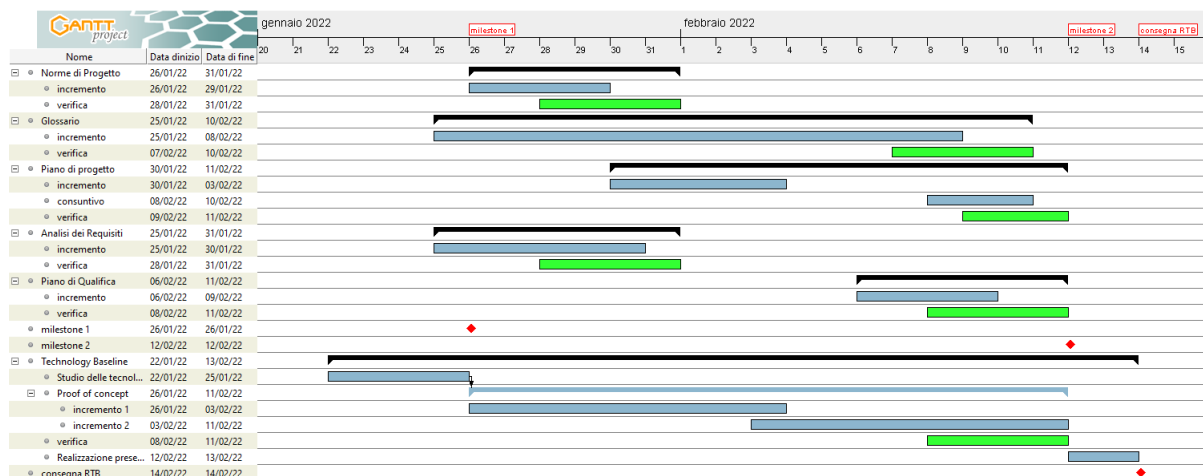 GANTT project
gennaio 2022 febbraio 2022
milestone 1 milestone 2 consegna RTB
20 21 22 23 24 25 26 27 28 29 30 31 1 2 3 4 5 6 7 8 9 10 11 12 13 14 15
Nome Data dinizio Data di fine
Norme di Progetto 26/01/22 31/01/22
incremento 26/01/22 29/01/22
verifica 28/01/22 31/01/22
Glossario 25/01/22 10/02/22
incremento 25/01/22 08/02/22
verifica 07/02/22 10/02/22
Piano di progetto 30/01/22 11/02/22
incremento 30/01/22 03/02/22
consuntivo 08/02/22 10/02/22
verifica 09/02/22 11/02/22
Analisi dei Requisiti 25/01/22 31/01/22
incremento 25/01/22 30/01/22
verifica 28/01/22 31/01/22
Piano di Qualifica 06/02/22 11/02/22
incremento 06/02/22 09/02/22
verifica 08/02/22 11/02/22
milestone 1 26/01/22 26/01/22
milestone 2 12/02/22 12/02/22
Technology Baseline 22/01/22 13/02/22
Studio delle tecnol... 22/01/22 25/01/22
Proof of concept 26/01/22 11/02/22
incremento 1 26/01/22 03/02/22
incremento 2 03/02/22 11/02/22
verifica 08/02/22 11/02/22
Realizzazione prese... 12/02/22 13/02/22
consegna RTB 14/02/22 14/02/22